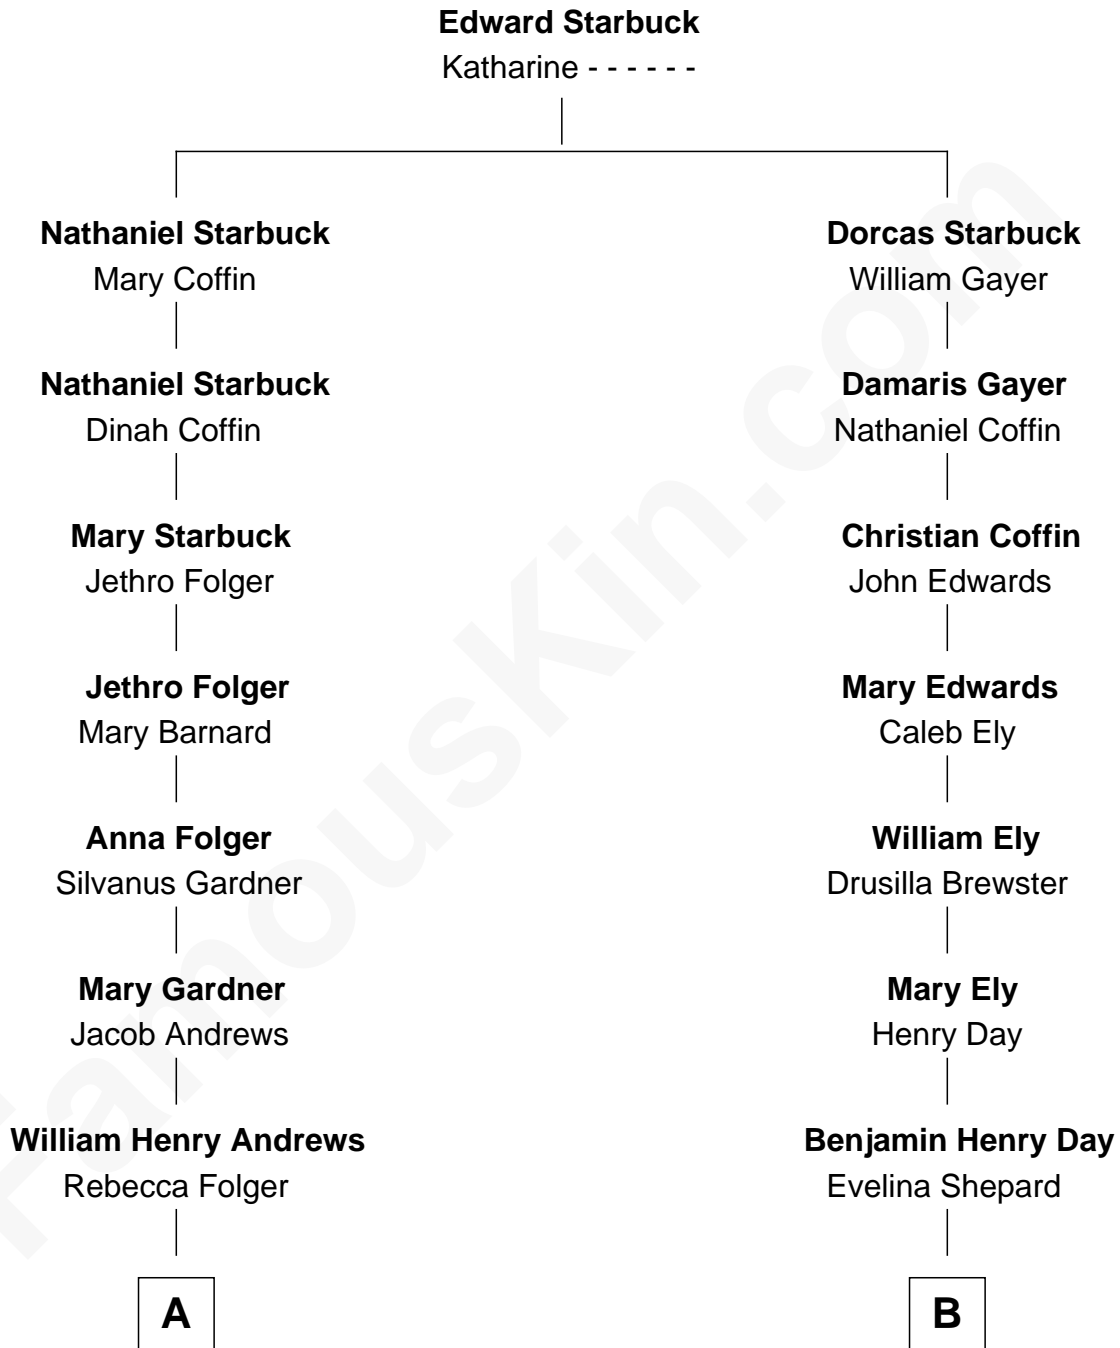 Edward Starbuck
Katharine - - - - - -
Nathaniel Starbuck
Mary Coffin
Dorcas Starbuck
William Gayer
Nathaniel Starbuck
Dinah Coffin
Damaris Gayer
Nathaniel Coffin
Mary Starbuck
Jethro Folger
Christian Coffin
John Edwards
Jethro Folger
Mary Barnard
Mary Edwards
Caleb Ely
Anna Folger
Silvanus Gardner
William Ely
Drusilla Brewster
Mary Gardner
Jacob Andrews
Mary Ely
Henry Day
William Henry Andrews
Rebecca Folger
Benjamin Henry Day
Evelina Shepard
A
B
FamousKin.com